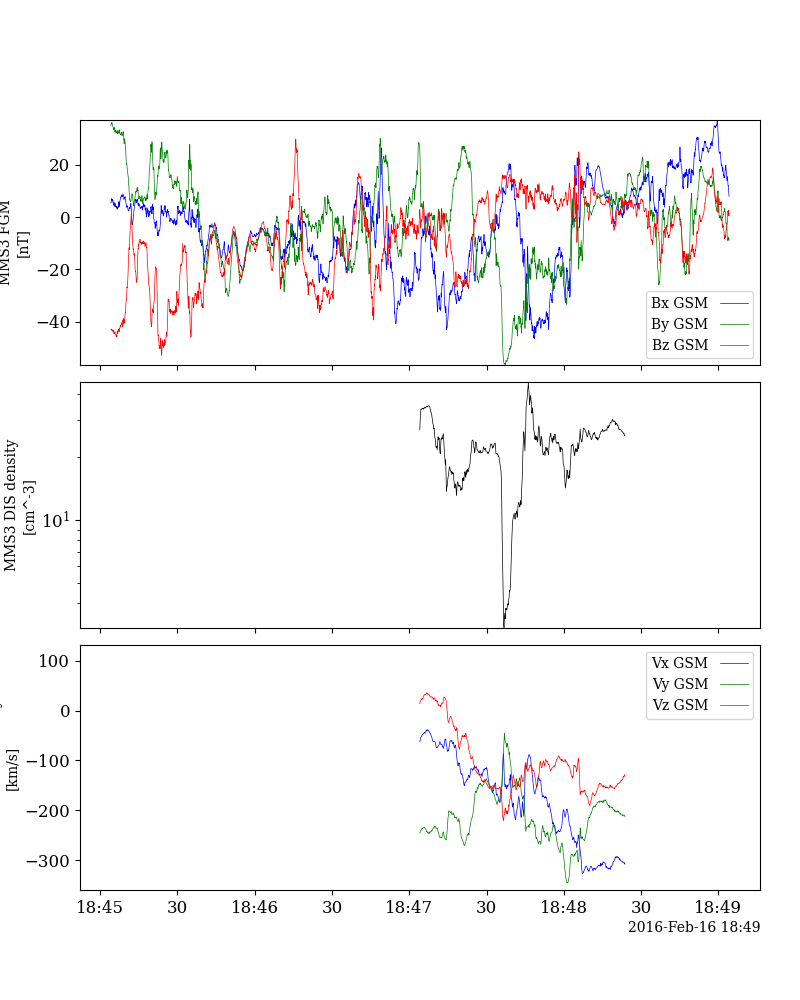 20
0
−20
−40
MMS3 FGM
[nT]
Bx GSM
By GSM
Bz GSM
10^1
MMS3 DIS density
[cm^-3]
100
0
−100
−200
−300
[km/s]
Vx GSM
Vy GSM
Vz GSM
18:45 30 18:46 30 18:47 30 18:48 30 18:49
2016-Feb-16 18:49